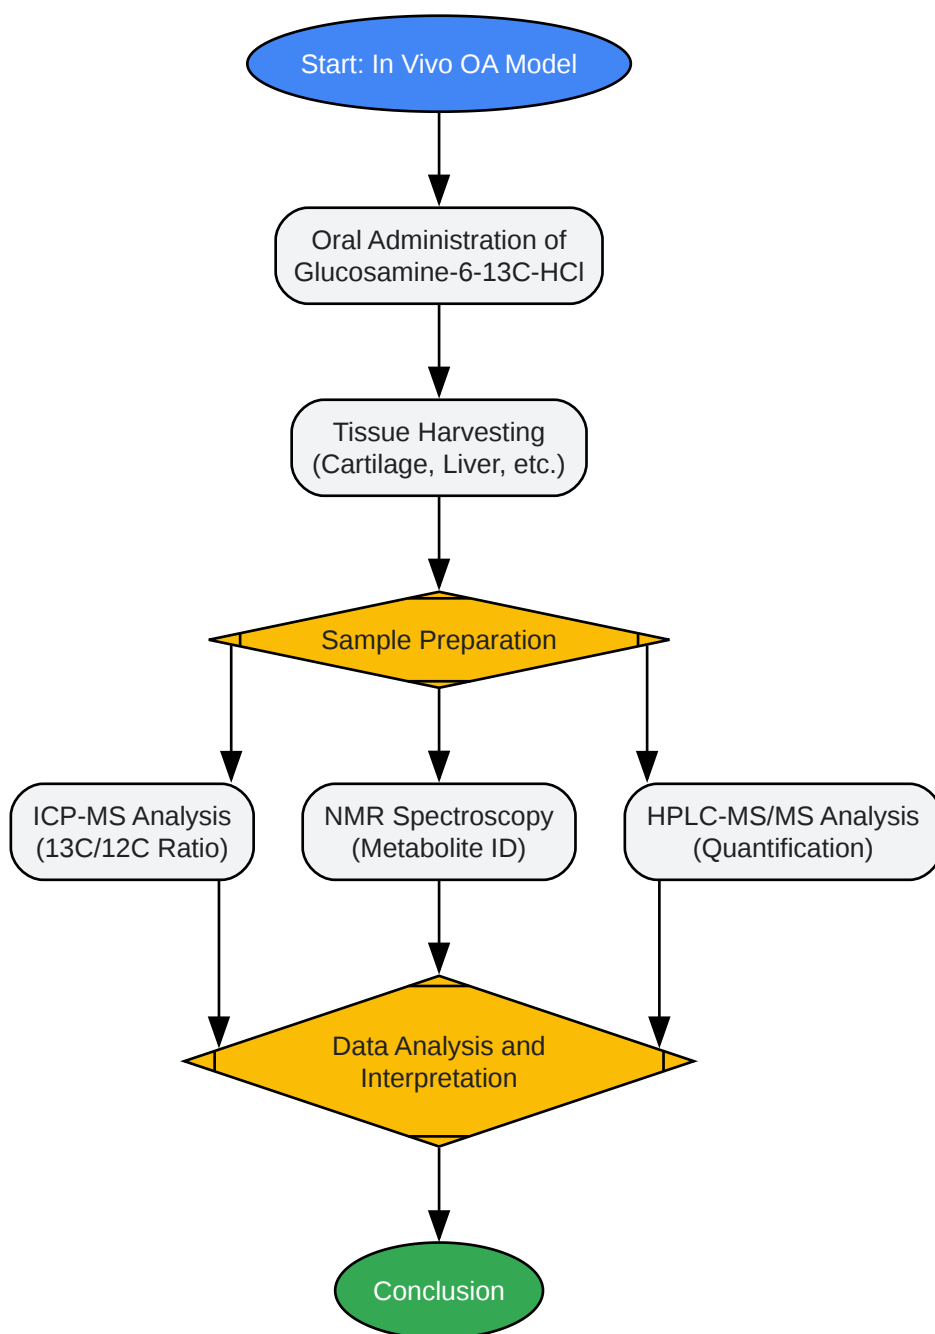 Start: In Vivo OA Model
Oral Administration of
Glucosamine-6-13C-HCl
Tissue Harvesting
(Cartilage, Liver, etc.)
Sample Preparation
ICP-MS Analysis
(13C/12C Ratio)
NMR Spectroscopy
(Metabolite ID)
HPLC-MS/MS Analysis
(Quantification)
Data Analysis and
Interpretation
Conclusion